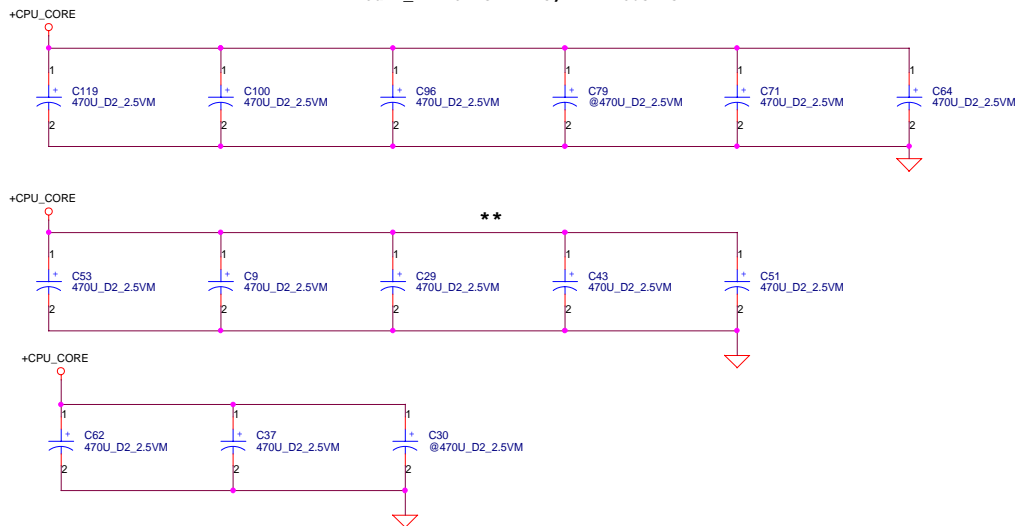 +CPU_CORE
1 1 1 1 1 1
+ + + + + +
C119 C100 C96 C79 C71 C64
470U_D2_2.5VM 470U_D2_2.5VM 470U_D2_2.5VM @470U_D2_2.5VM 470U_D2_2.5VM 470U_D2_2.5VM
2 2 2 2 2 2
+CPU_CORE
**
1 1 1 1 1
+ + + + +
C53 C9 C29 C43 C51
470U_D2_2.5VM 470U_D2_2.5VM 470U_D2_2.5VM 470U_D2_2.5VM 470U_D2_2.5VM
2 2 2 2 2
+CPU_CORE
1 1 1
+ + +
C62 C37 C30
470U_D2_2.5VM 470U_D2_2.5VM @470U_D2_2.5VM
2 2 2